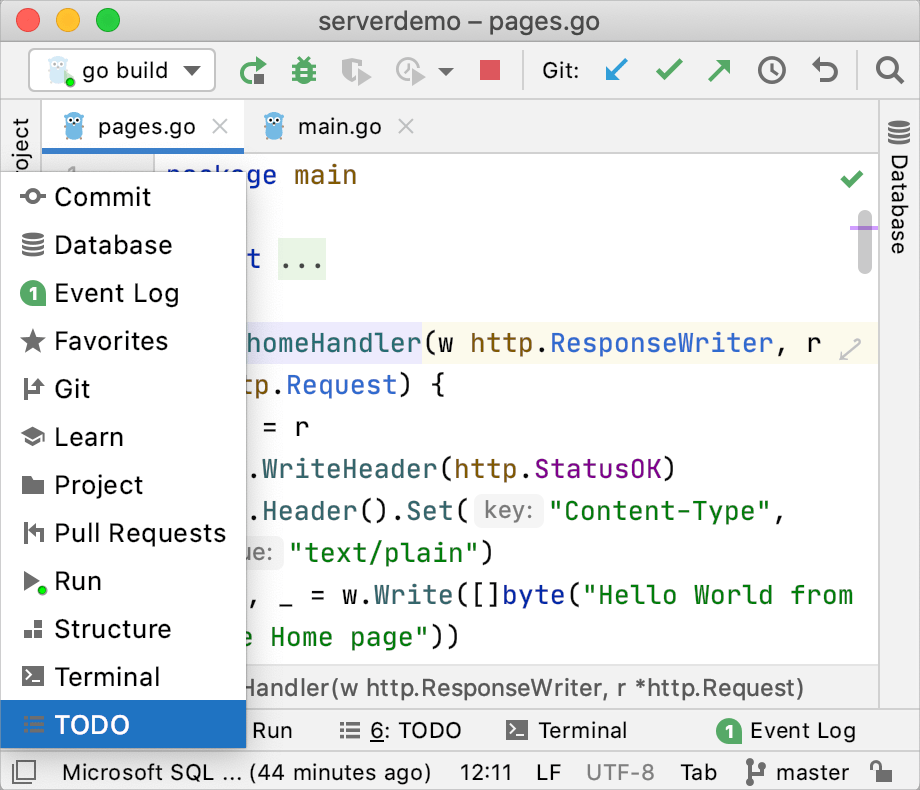 serverdemo – pages.go
go build
Git:
pages.go
main.go
Database
package main
Commit
Database
t ...
1 Event Log
homeHandler(w http.ResponseWriter, r
Favorites
tp.Request) {
Git
= r
Learn
.WriteHeader(http.StatusOK)
Project
.Header().Set( key: "Content-Type",
Pull Requests
ue: "text/plain")
Run
, _ = w.Write([]byte("Hello World from
Structure
e Home page"))
Terminal
Handler(w http.ResponseWriter, r *http.Request)
TODO
Run
6: TODO
Terminal
1 Event Log
Microsoft SQL ... (44 minutes ago)
12:11
LF
UTF-8
Tab
master